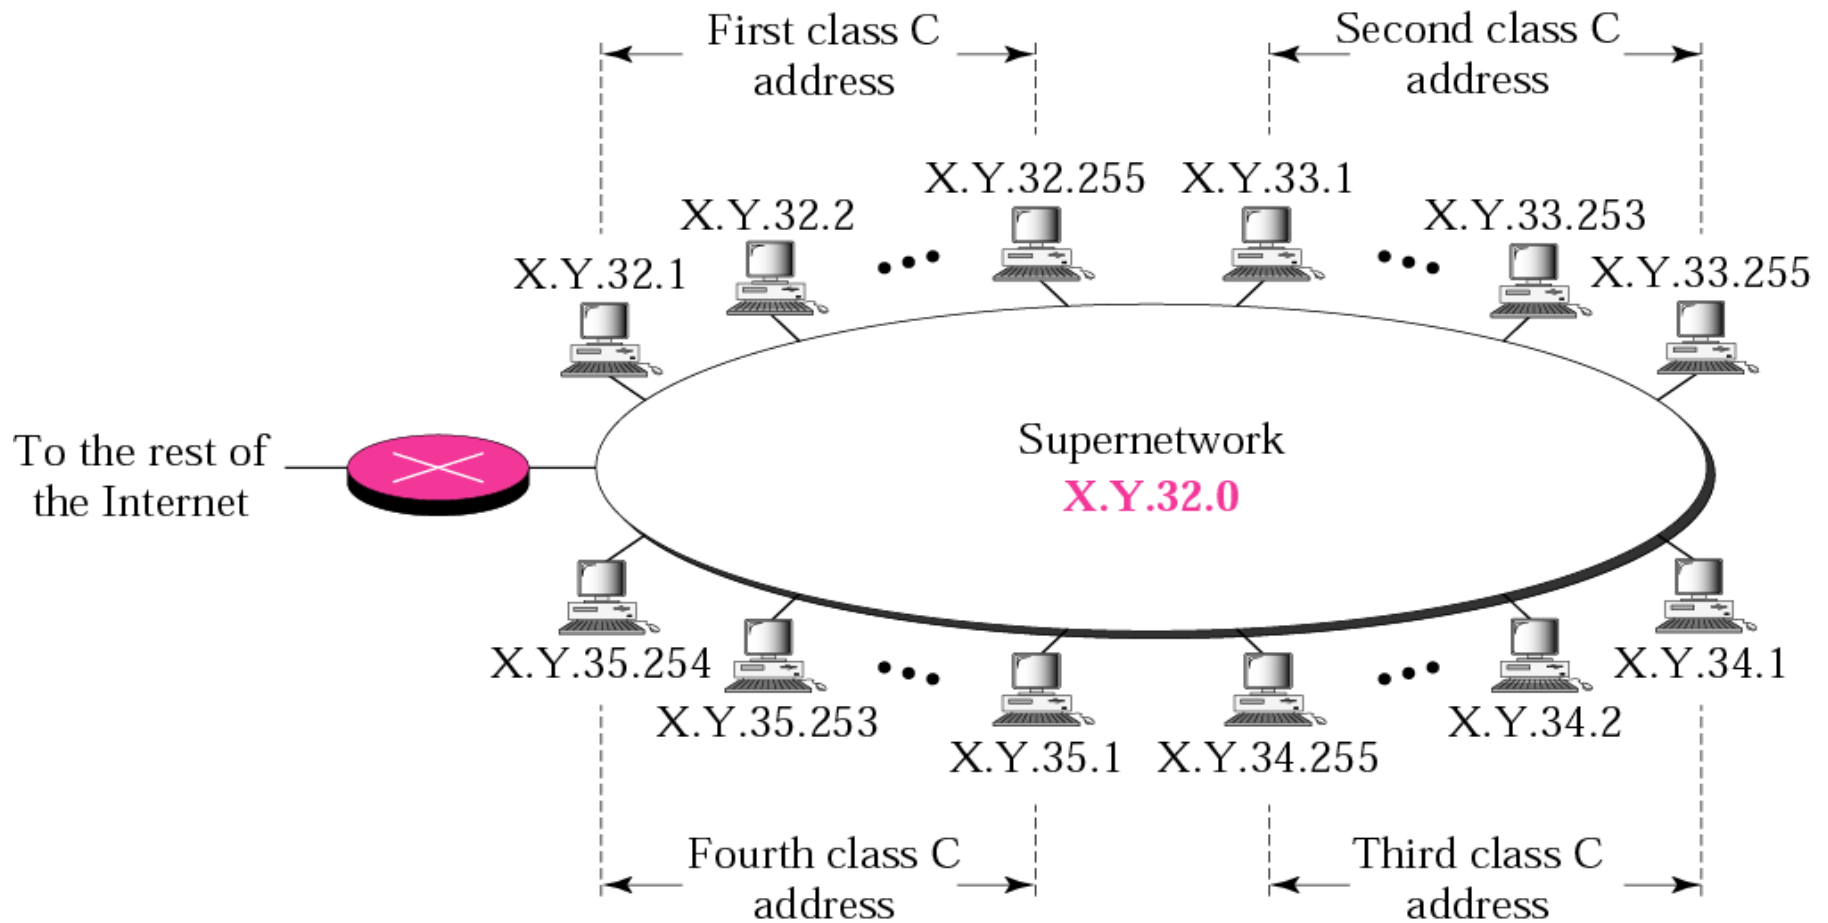 First class C
address
Second class C
address
X.Y.32.255
X.Y.33.1
X.Y.32.2
X.Y.33.253
X.Y.32.1
X.Y.33.255
To the rest of
the Internet
Supernetwork
X.Y.32.0
X.Y.35.254
X.Y.34.1
X.Y.35.253
X.Y.34.2
X.Y.35.1
X.Y.34.255
Fourth class C
address
Third class C
address